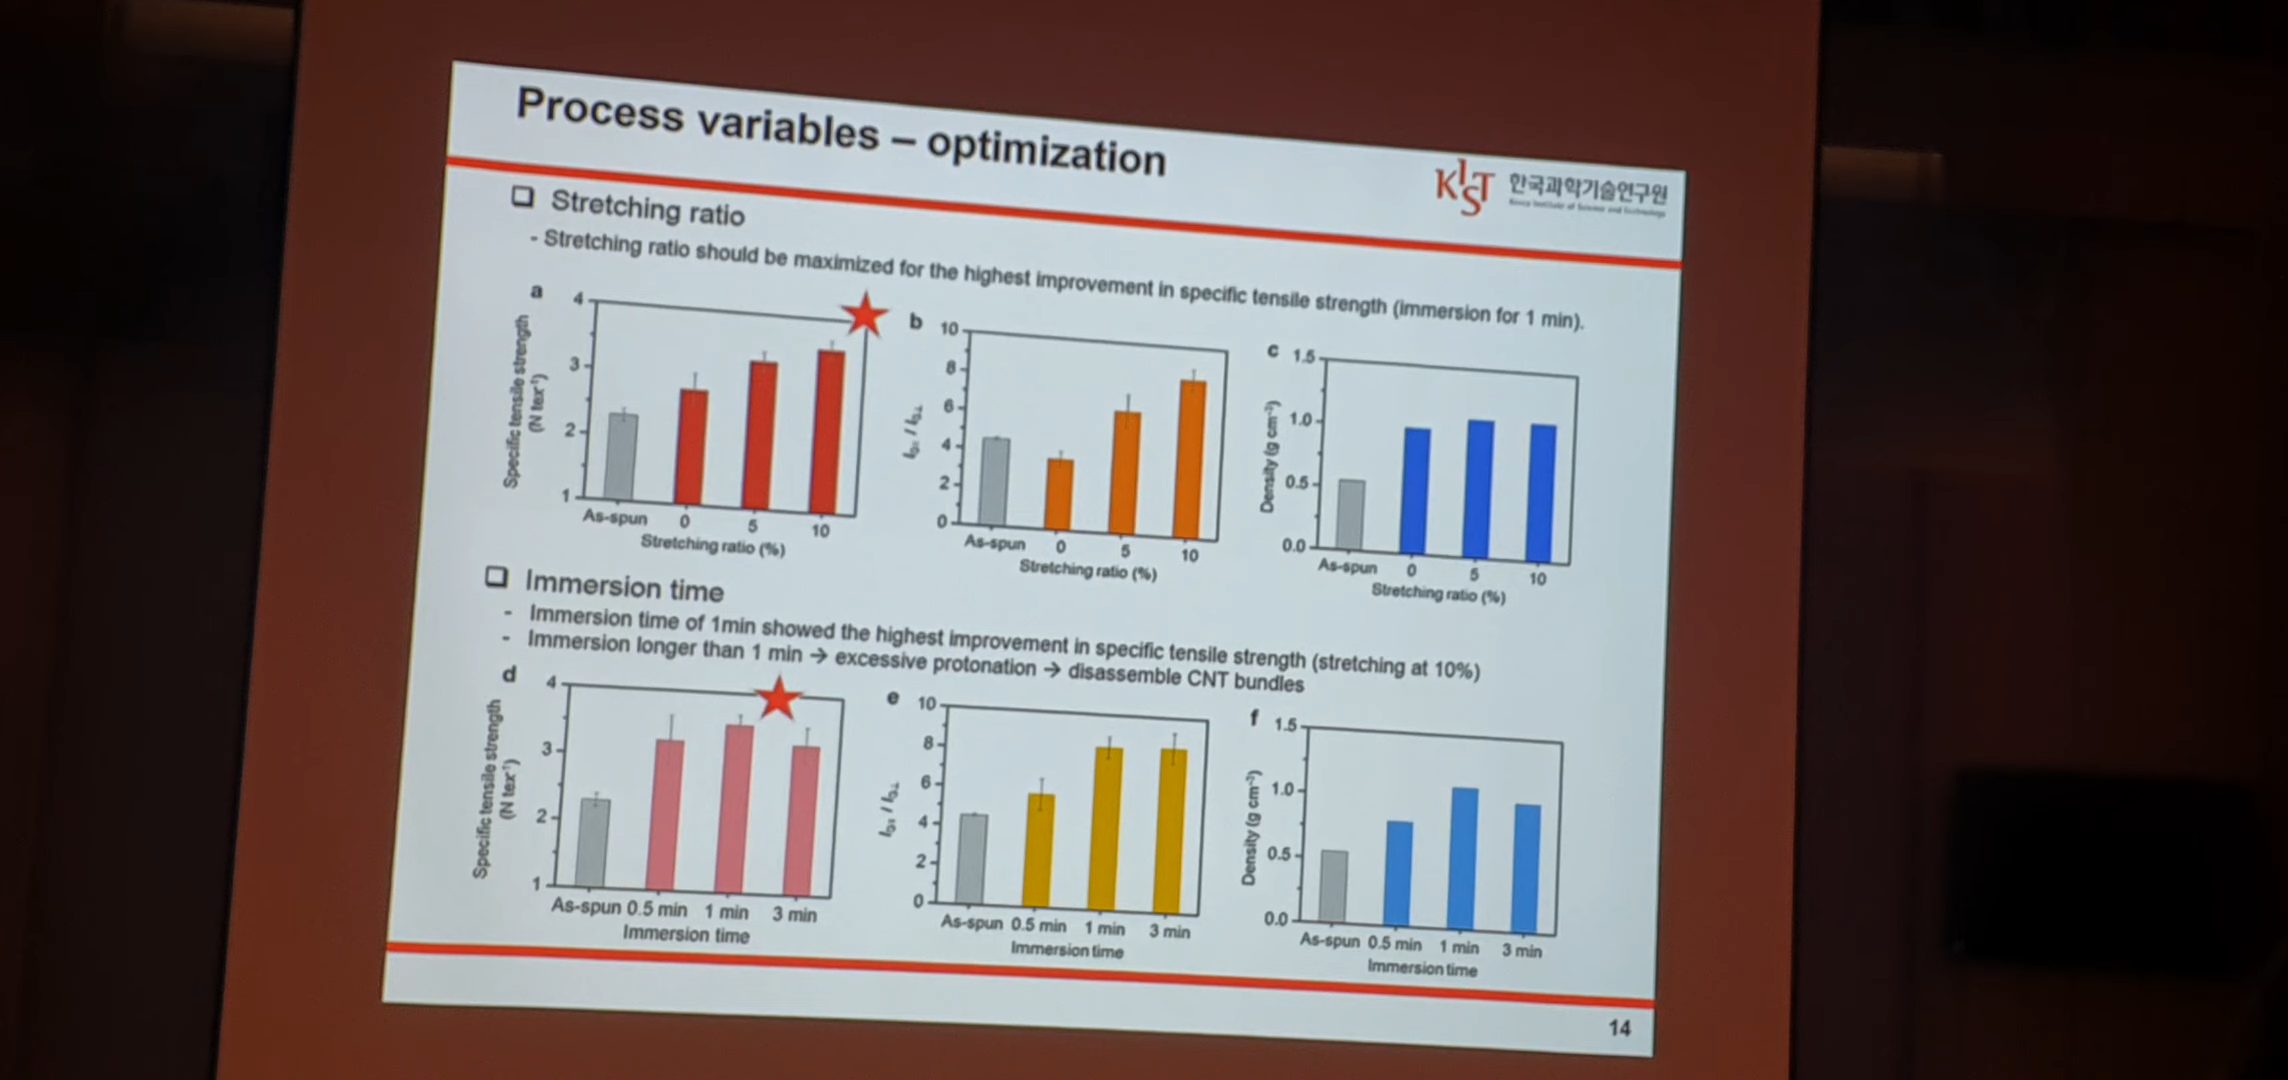 Process variables – optimization
KIST 한국과학기술연구원
Korea Institute of Science and Technology
❑ Stretching ratio
- Stretching ratio should be maximized for the highest improvement in specific tensile strength (immersion for 1 min).
a
4
3
2
1
Specific tensile strength
(N tex⁻¹)
As-spun 0 5 10
Stretching ratio (%)
b
10
8
6
4
2
0
As-spun 0 5 10
Stretching ratio (%)
c
1.5
1.0
0.5
0.0
Density (g cm⁻³)
As-spun 0 5 10
Stretching ratio (%)
❑ Immersion time
- Immersion time of 1min showed the highest improvement in specific tensile strength (stretching at 10%)
- Immersion longer than 1 min → excessive protonation → disassemble CNT bundles
d
4
3
2
1
Specific tensile strength
(N tex⁻¹)
As-spun 0.5 min 1 min 3 min
Immersion time
e
10
8
6
4
2
0
As-spun 0.5 min 1 min 3 min
Immersion time
f
1.5
1.0
0.5
0.0
Density (g cm⁻³)
As-spun 0.5 min 1 min 3 min
Immersion time
14